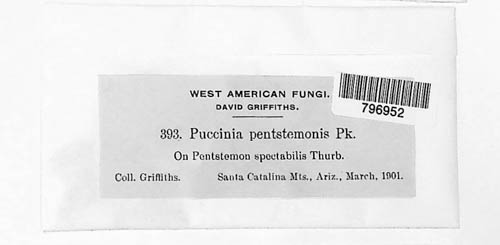 WEST AMERICAN FUNGI.
DAVID GRIFFITHS.
796952
393. Puccinia pentstemonis Pk.
On Pentstemon spectabilis Thurb.
Coll. Griffiths. Santa Catalina Mts., Ariz., March, 1901.